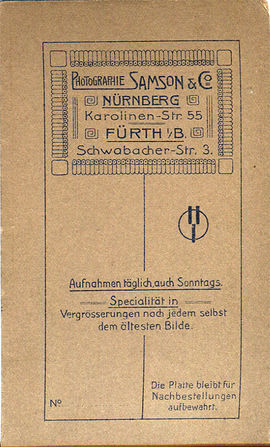 PHOTOGRAPHIE SAMSON & Co
NÜRNBERG
Karolinen-Str. 55
FÜRTH i/B.
Schwabacher-Str. 3.
Aufnahmen täglich, auch Sonntags.
Specialität in
Vergrösserungen nach jedem selbst
dem ältesten Bilde.
No
Die Platte bleibt für
Nachbestellungen
aufbewahrt.